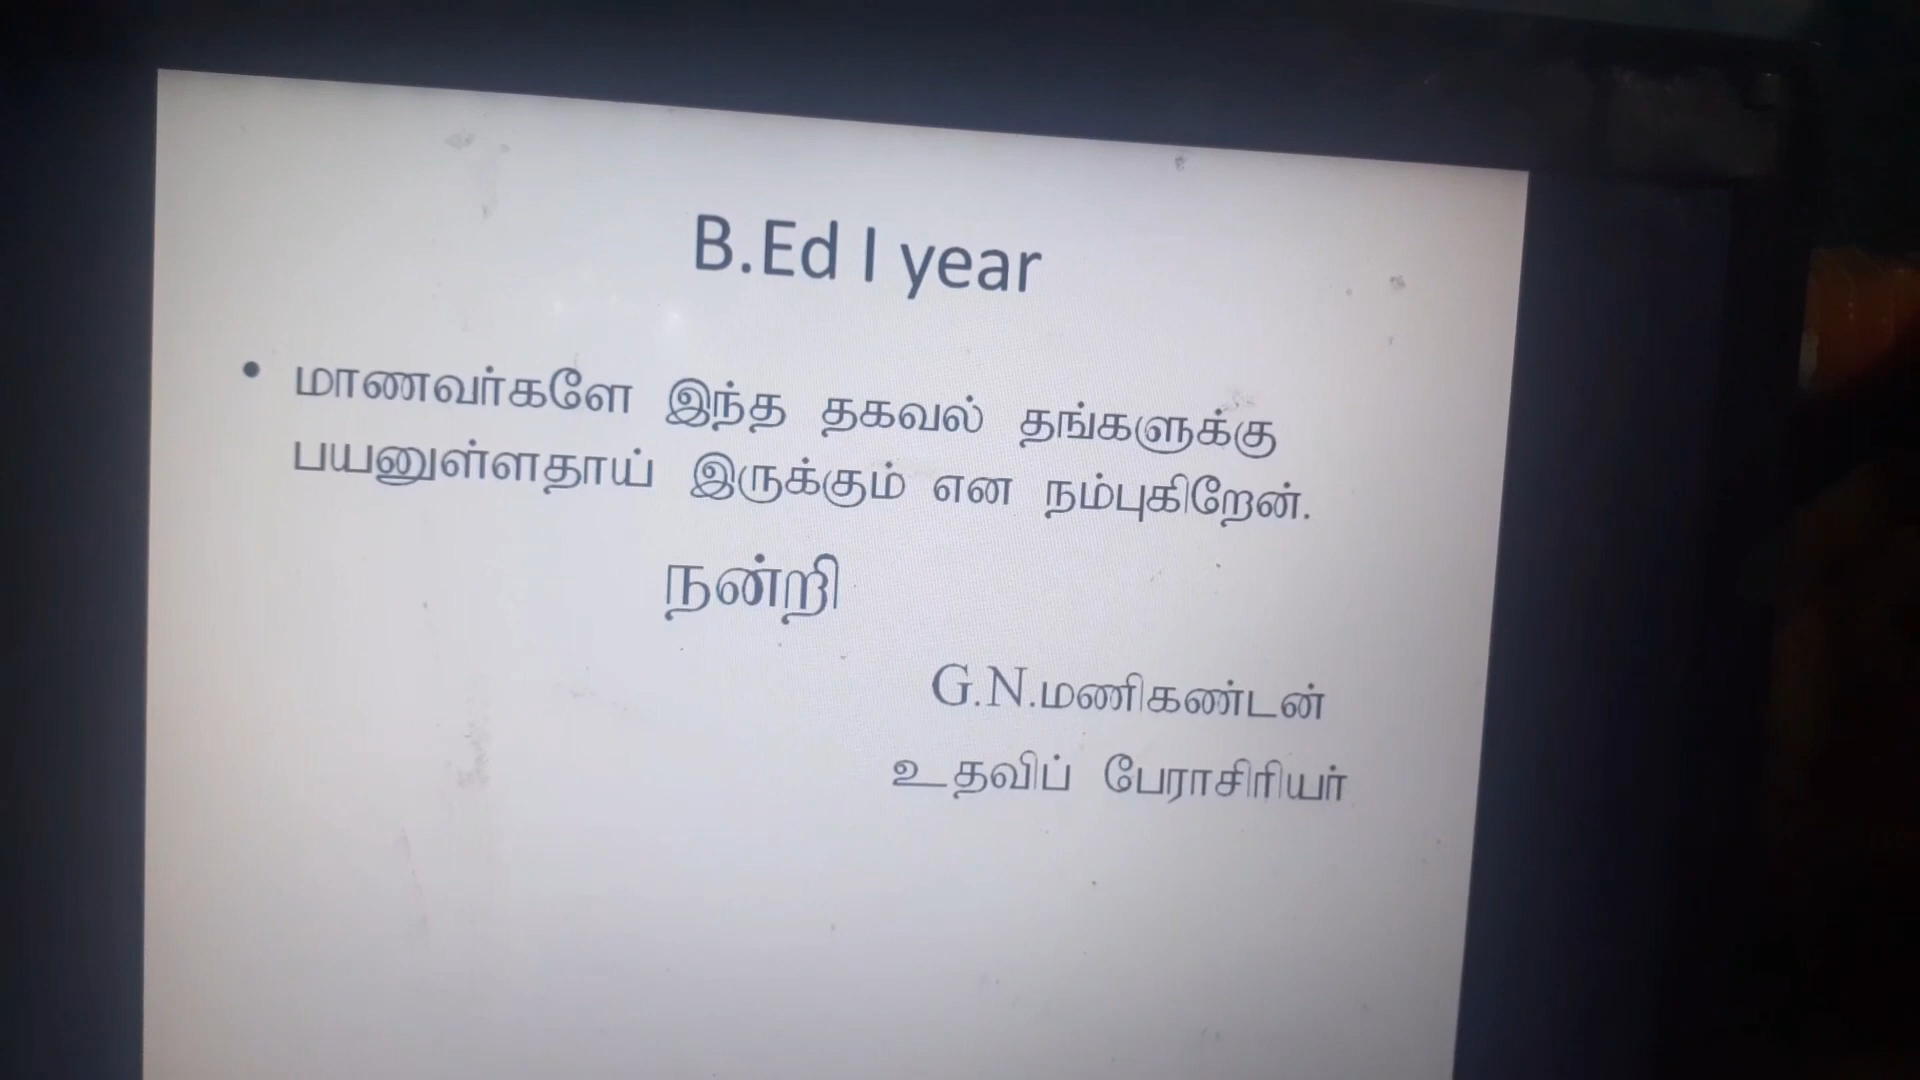 B.Ed I year
• மாணவர்களே இந்த தகவல் தங்களுக்கு
பயனுள்ளதாய் இருக்கும் என நம்புகிறேன்.
நன்றி
G.N.மணிகண்டன்
உதவிப் பேராசிரியர்